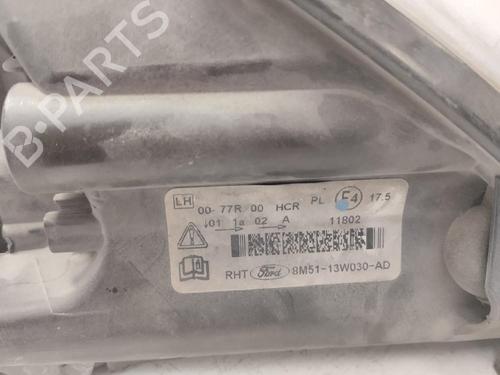 B-PARTS
LH 00 77R 00 HCR PL E4 17.5
↓01 1a 02 A 11802
RHT Ford 8M51-13W030-AD